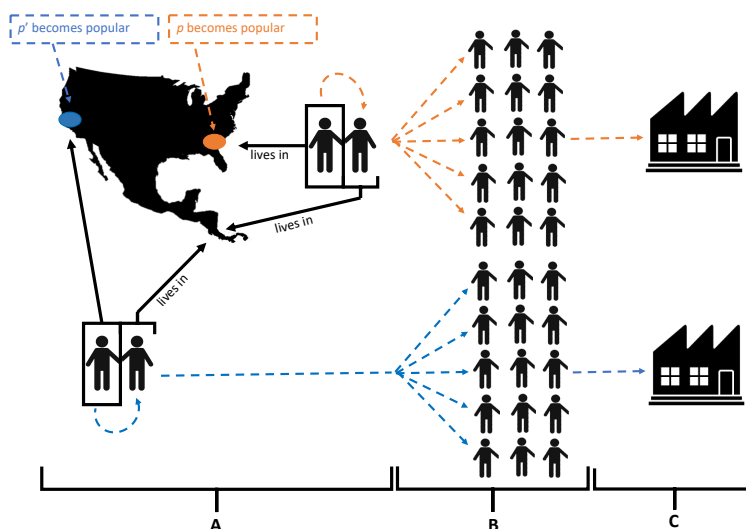 p' becomes popular
p becomes popular
lives in
lives in
lives in
A
B
C